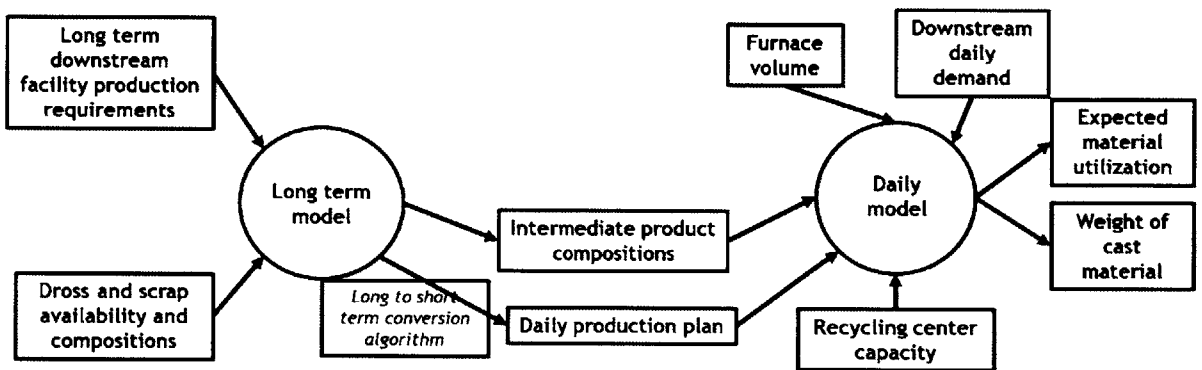 Long term
downstream
facility production
requirements
Dross and scrap
availability and
compositions
Long term
model
Long to short
term conversion
algorithm
Intermediate product
compositions
Daily production plan
Furnace
volume
Downstream
daily
demand
Daily
model
Recycling center
capacity
Expected
material
utilization
Weight of
cast
material